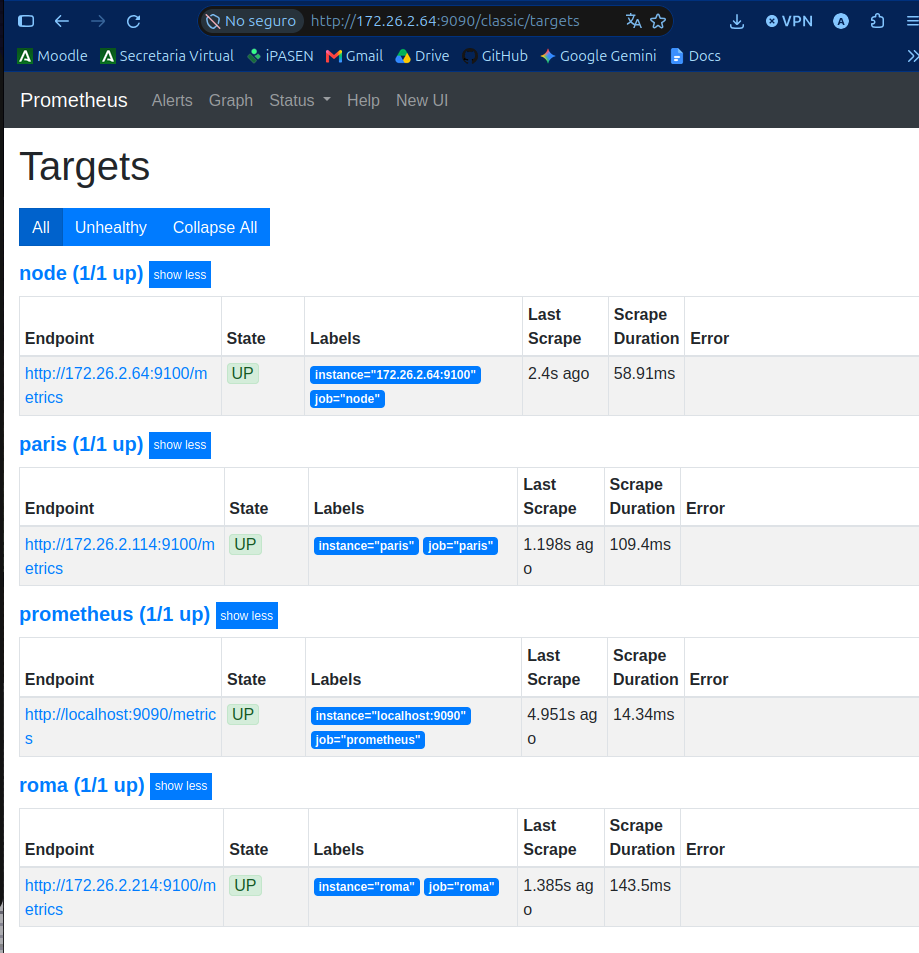 No seguro http://172.26.2.64:9090/classic/targets VPN A
Moodle Secretaria Virtual iPASEN Gmail Drive GitHub Google Gemini Docs
Prometheus Alerts Graph Status Help New UI
Targets
All Unhealthy Collapse All
node (1/1 up) show less
Endpoint State Labels Last Scrape Scrape Duration Error
http://172.26.2.64:9100/m
etrics
UP
instance="172.26.2.64:9100"
job="node"
2.4s ago
58.91ms
paris (1/1 up) show less
Endpoint State Labels Last Scrape Scrape Duration Error
http://172.26.2.114:9100/m
etrics
UP
instance="paris" job="paris"
1.198s ag
o
109.4ms
prometheus (1/1 up) show less
Endpoint State Labels Last Scrape Scrape Duration Error
http://localhost:9090/metric
s
UP
instance="localhost:9090"
job="prometheus"
4.951s ag
o
14.34ms
roma (1/1 up) show less
Endpoint State Labels Last Scrape Scrape Duration Error
http://172.26.2.214:9100/m
etrics
UP
instance="roma" job="roma"
1.385s ag
o
143.5ms